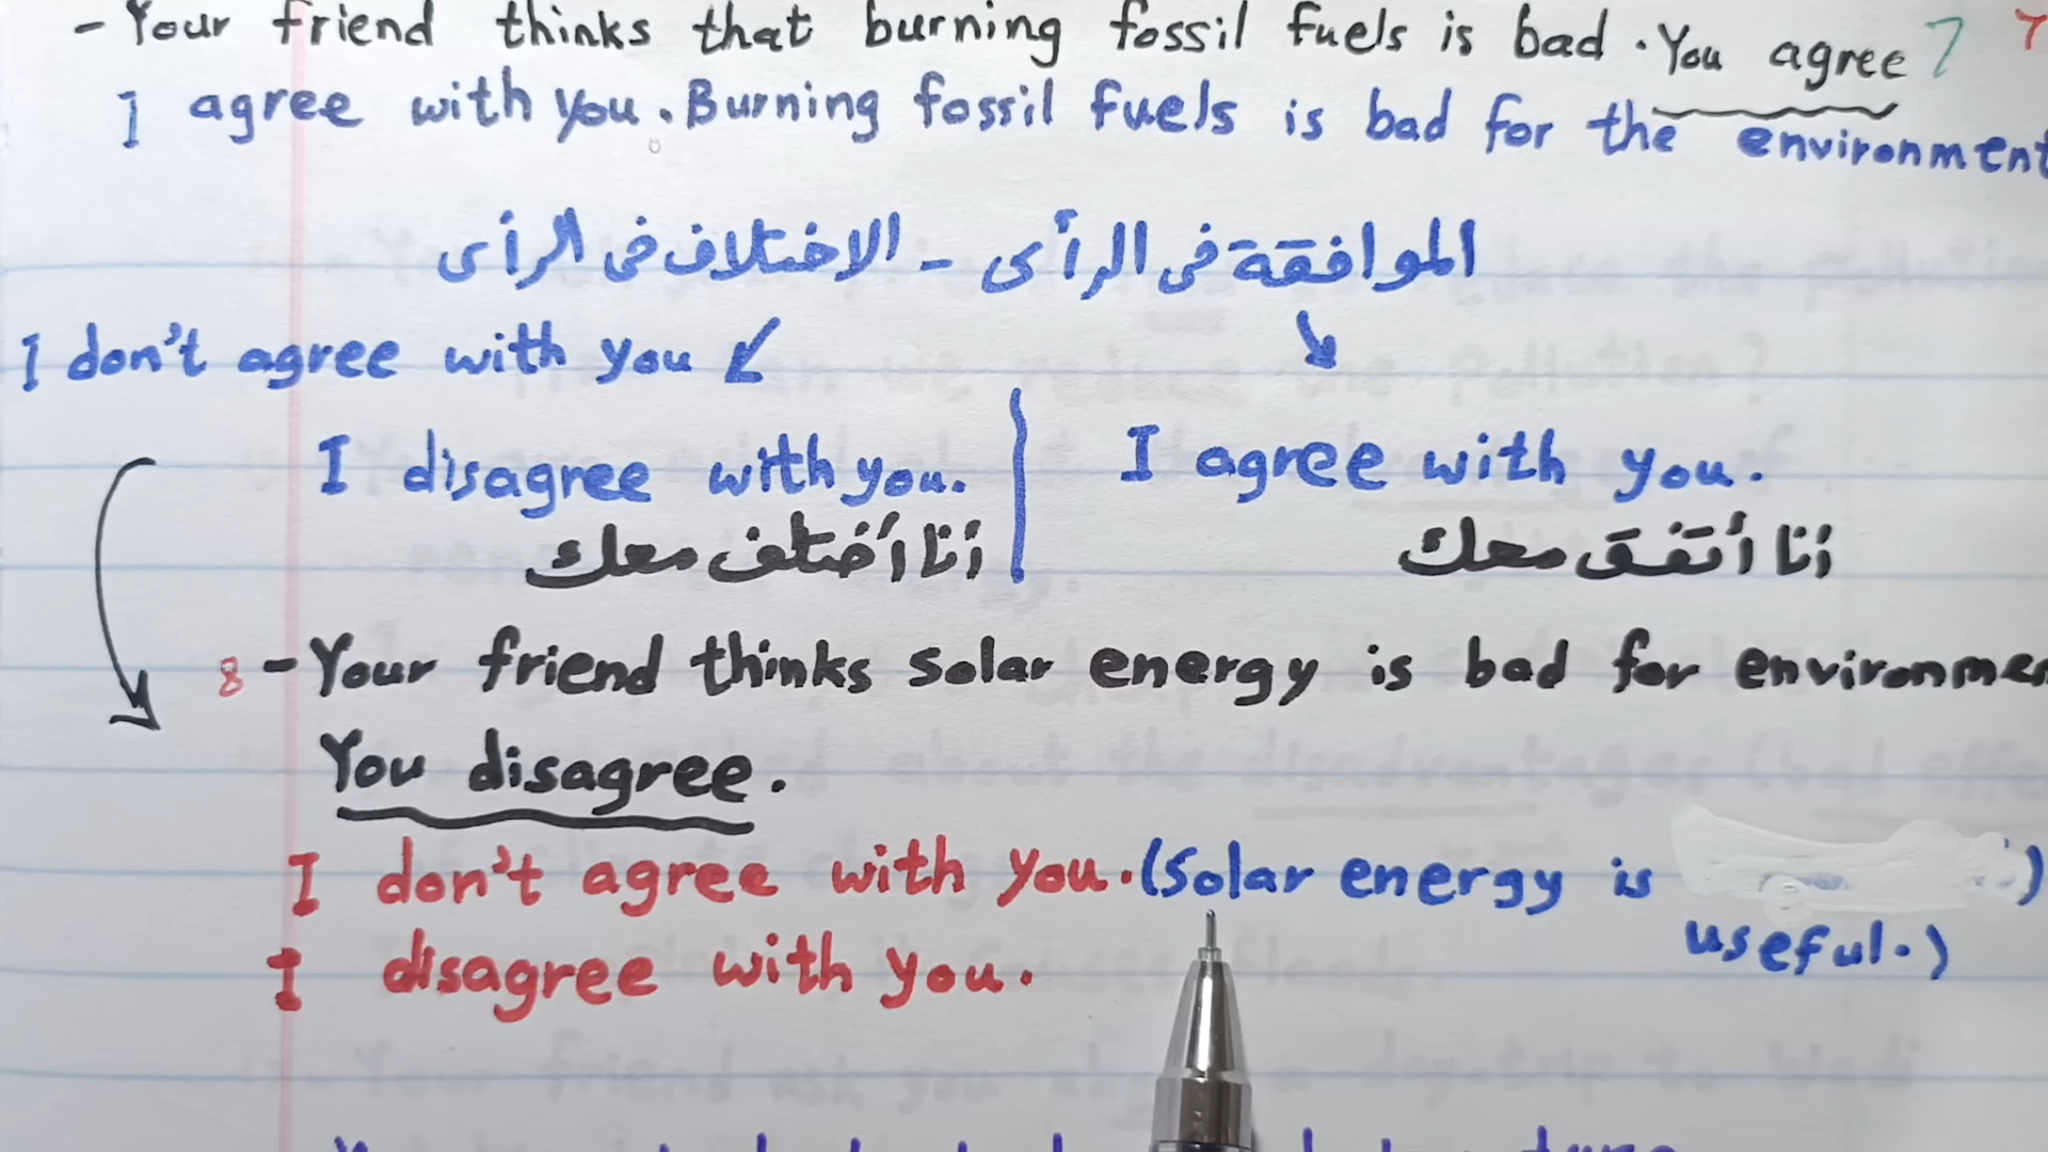 - Your friend thinks that burning fossil fuels is bad. You agree 7 7
I agree with you. Burning fossil fuels is bad for the environment
الموافقة فى الرأى - الاختلاف فى الرأى
I don't agree with you
I disagree with you.
I agree with you.
أنا أختلف معك
أنا أتفق معك
8 - Your friend thinks solar energy is bad for
You disagree.
I don't agree with you. (Solar energy is )
useful.)
I disagree with you.